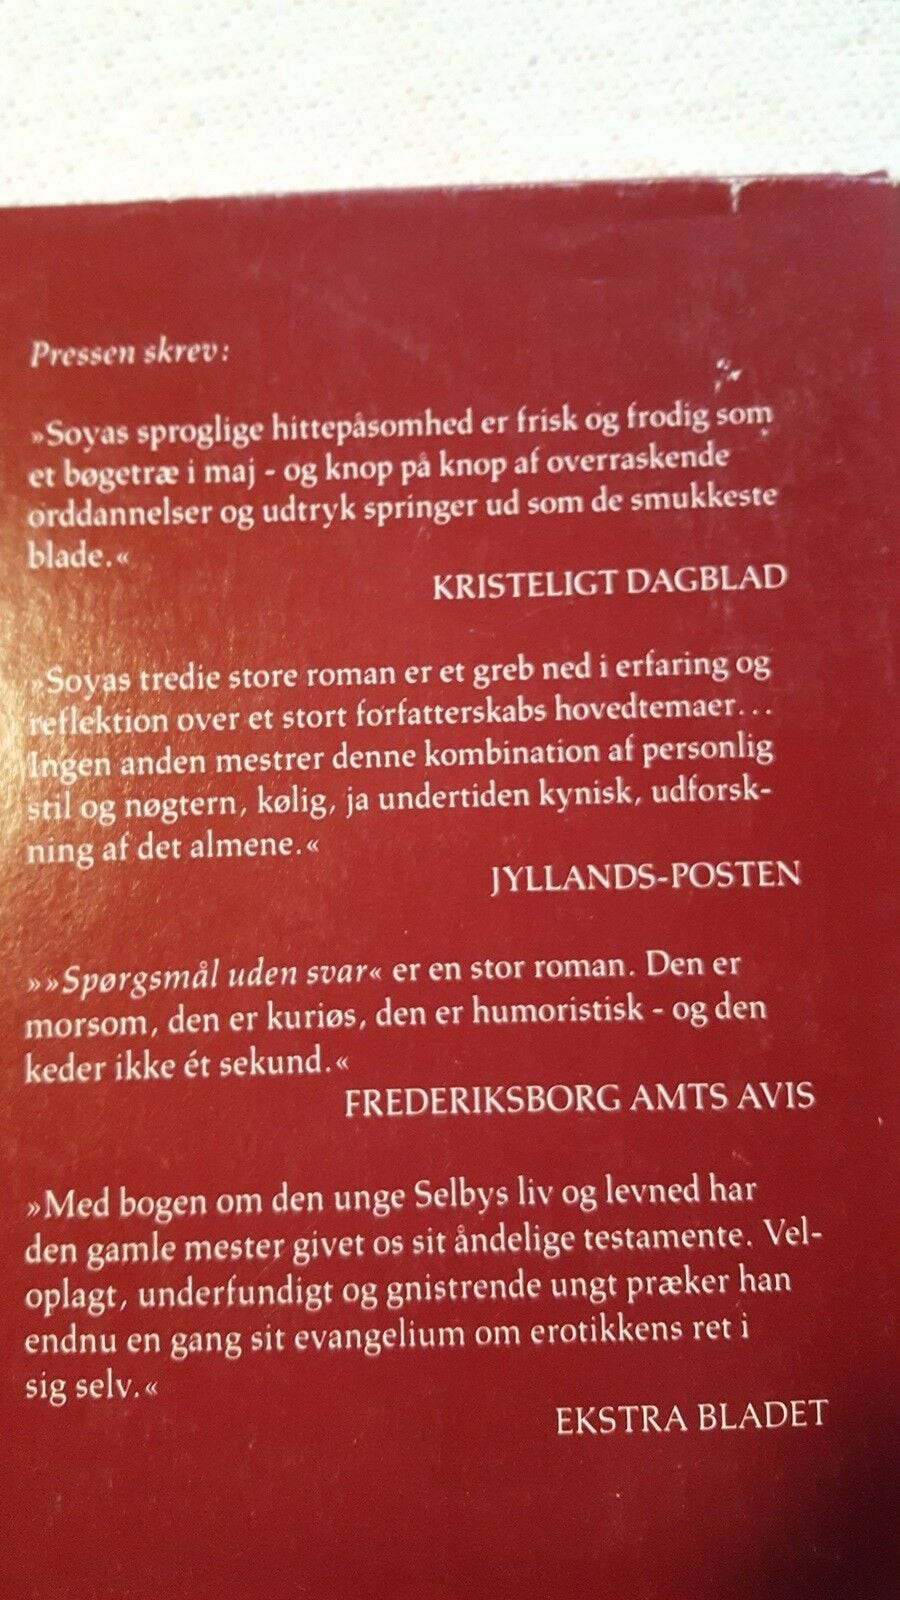 Pressen skrev:
»Soyas sproglige hittepåsomhed er frisk og frodig som
et bøgetræ i maj - og knop på knop af overraskende
orddannelser og udtryk springer ud som de smukkeste
blade.«
KRISTELIGT DAGBLAD
»Soyas tredie store roman er et greb ned i erfaring og
reflektion over et stort forfatterskabs hovedtemaer...
Ingen anden mestrer denne kombination af personlig
stil og nøgtern, kølig, ja undertiden kynisk, udforsk-
ning af det almene.«
JYLLANDS-POSTEN
»»Spørgsmål uden svar« er en stor roman. Den er
morsom, den er kuriøs, den er humoristisk - og den
keder ikke ét sekund.«
FREDERIKSBORG AMTS AVIS
»Med bogen om den unge Selbys liv og levned har
den gamle mester givet os sit åndelige testamente. Vel-
oplagt, underfundigt og gnistrende ungt præker han
endnu en gang sit evangelium om erotikkens ret i
sig selv.«
EKSTRA BLADET